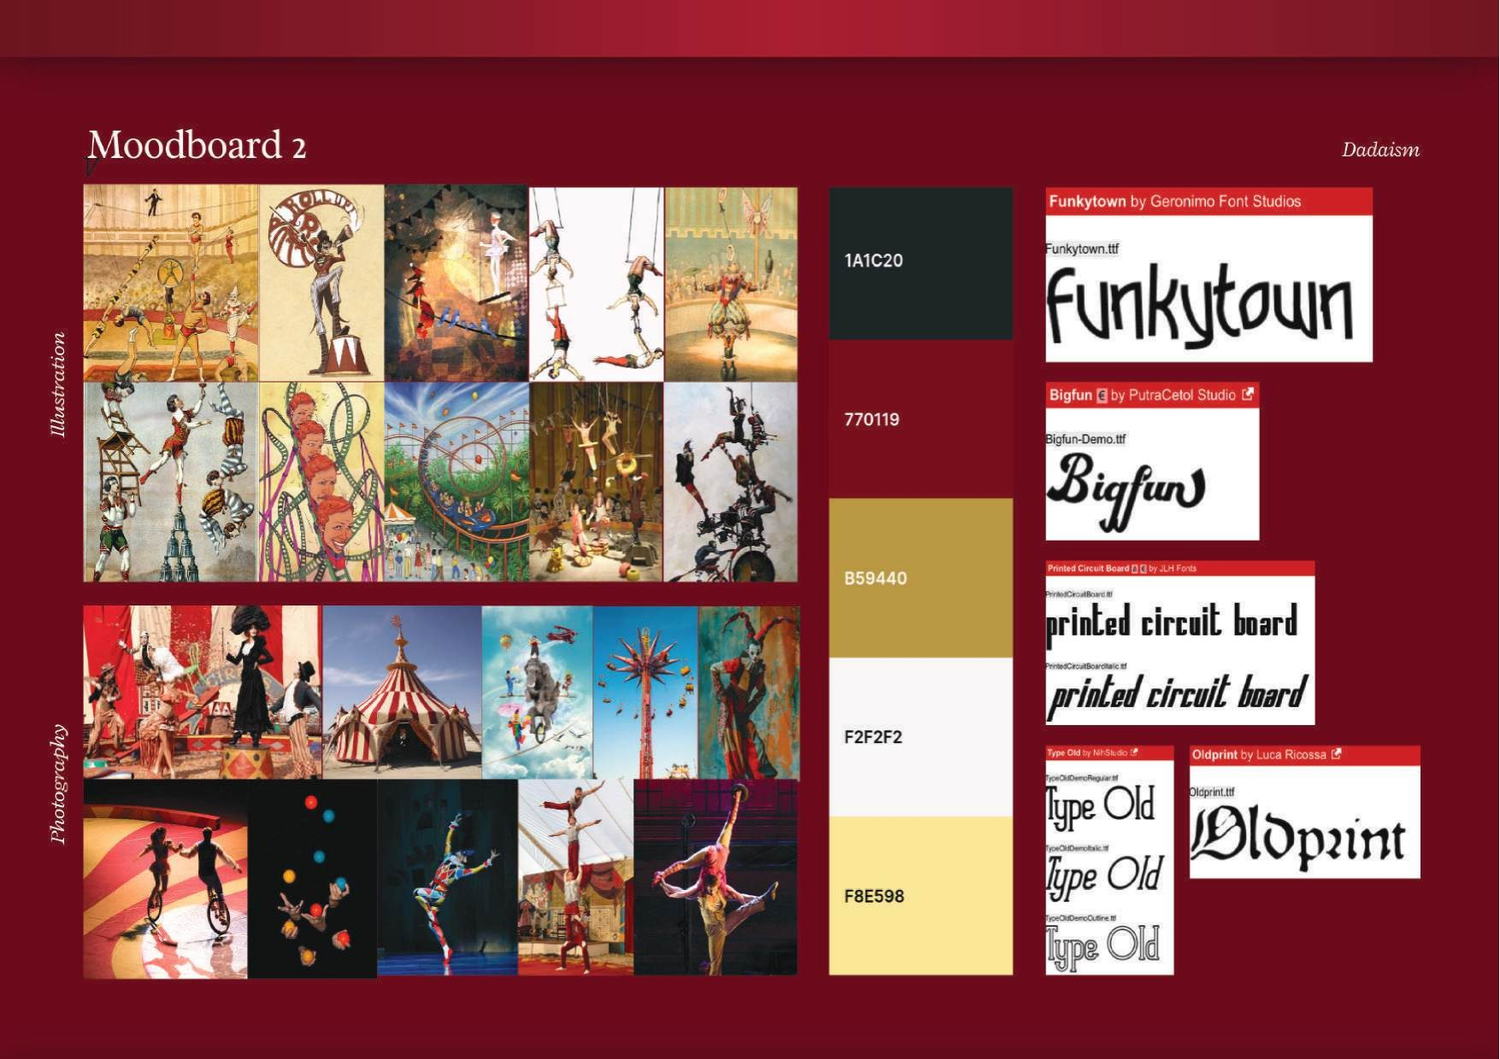 Moodboard 2
Dadaism
Illustration
ROLL UP!
Photography
1A1C20
770119
B59440
F2F2F2
F8E598
Funkytown by Geronimo Font Studios
Funkytown.ttf
Funkytown
Bigfun € by PutraCetol Studio
Bigfun-Demo.ttf
Bigfun
Printed Circuit Board à € by JLH Fonts
PrintedCircuitBoard.ttf
printed circuit board
PrintedCircuitBoardItalic.ttf
printed circuit board
Type Old by NihStudio
TypeOldDemoRegular.ttf
Type Old
TypeOldDemoItalic.ttf
Type Old
TypeOldDemoOutline.ttf
Type Old
Oldprint by Luca Ricossa
Oldprint.ttf
Oldprint